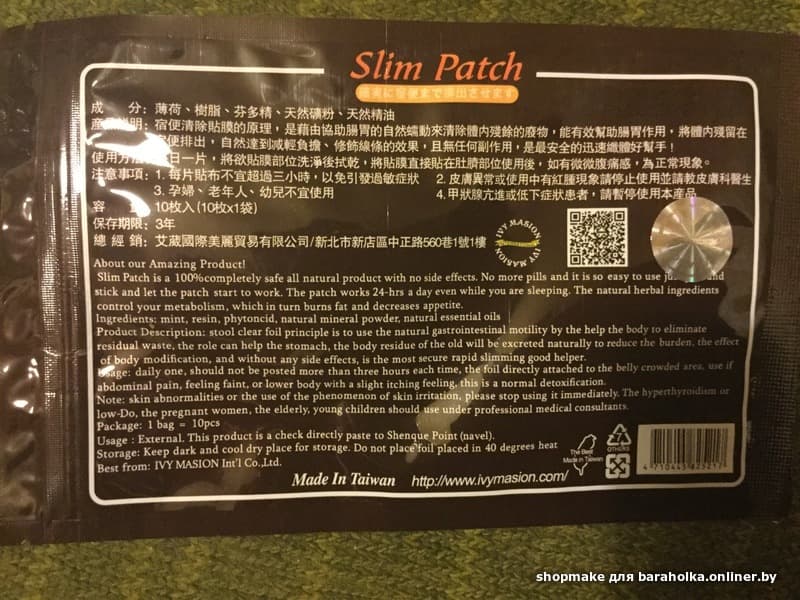 Slim Patch
成　分：薄荷、樹脂、芬多精、天然礦粉、天然精油
產品說明：宿便清除貼膜的原理，是藉由協助腸胃的自然蠕動來清除體內殘餘的廢物，能有效幫助腸胃作用，將體內殘留在
便排出，自然達到減輕負擔、修飾線條的效果，且無任何副作用，是最安全的迅速纖體好幫手！
使用方法：日一片，將欲貼膜部位洗淨後拭乾，將貼膜直接貼在肚臍部位使用後，如有微微腹痛感，為正常現象。
注意事項：1. 每片貼布不宜超過三小時，以免引發過敏症狀 2. 皮膚異常或使用中有紅腫現象請停止使用並請教皮膚科醫生
3. 孕婦、老年人、幼兒不宜使用 4. 甲狀腺亢進或低下症狀患者，請暫停使用本產品
容　10枚入 (10枚x1袋)
保存期限：3年
總 經 銷：艾葳國際美麗貿易有限公司/新北市新店區中正路560巷1號1樓
IVY MASION
IVY MASION
About our Amazing Product!
Slim Patch is a 100%completely safe all natural product with no side effects. No more pills and it is so easy to use and
stick and let the patch start to work. The patch works 24-hrs a day even while you are sleeping. The natural herbal ingredients
control your metabolism, which in turn burns fat and decreases appetite.
Ingredients: mint, resin, phytoncid, natural mineral powder, natural essential oils
Product Description: stool clear foil principle is to use the natural gastrointestinal motility by the help the body to eliminate
residual waste, the role can help the stomach, the body residue of the old will be excreted naturally to reduce the burden, the effect
of body modification, and without any side effects, is the most secure rapid slimming good helper.
Usage: daily one, should not be posted more than three hours each time, the foil directly attached to the belly crowded area, use if
abdominal pain, feeling faint, or lower body with a slight itching feeling, this is a normal detoxification.
Note: skin abnormalities or the use of the phenomenon of skin irritation, please stop using it immediately. The hyperthyroidism or
low-Do, the pregnant women, the elderly, young children should use under professional medical consultants.
Package: 1 bag = 10pcs
Usage : External. This product is a check directly paste to Shenque Point (navel).
Storage: Keep dark and cool dry place for storage. Do not place foil placed in 40 degrees heat
Best from: IVY MASION Int'l Co.,Ltd.
The Best
Made in Taiwan
7
OTHERS
Made In Taiwan http://www.ivymasion.com/
shopmake для baraholka.onliner.by